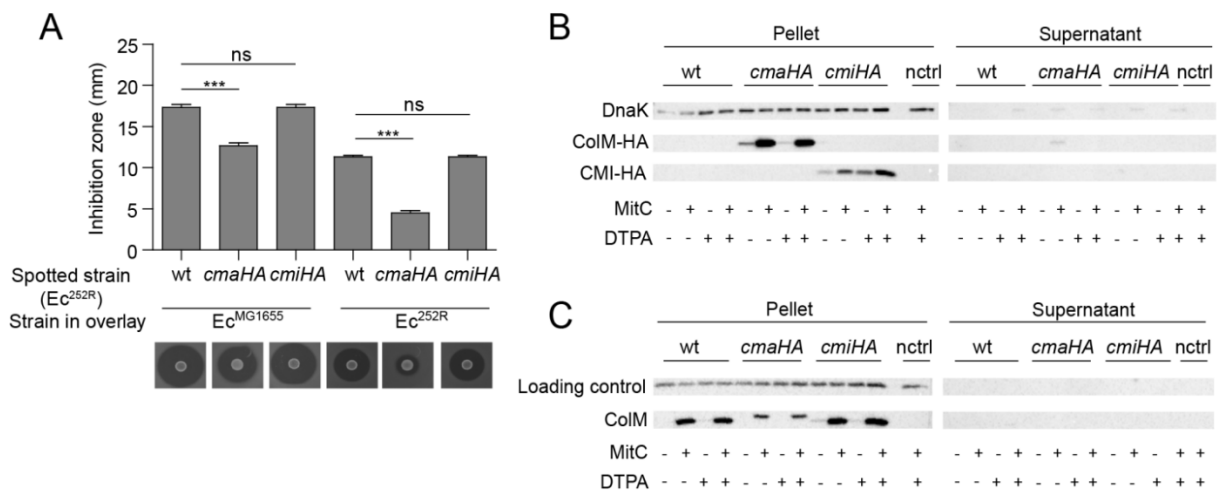 A
Inhibition zone (mm)
25
20
15
10
5
0
ns
***
ns
***
Spotted strain wt cmaHA cmiHA wt cmaHA cmiHA
(Ec252R)
Strain in overlay EcMG1655 Ec252R
B
Pellet Supernatant
wt cmaHA cmiHA nctrl wt cmaHA cmiHA nctrl
DnaK
ColM-HA
CMI-HA
MitC - + - + - + - + - + - + + - + - + - + - + - + - + +
DTPA - - + + - - + + - - + + + - - + + - - + + - - + + +
C
Pellet Supernatant
wt cmaHA cmiHA nctrl wt cmaHA cmiHA nctrl
Loading control
ColM
MitC - + - + - + - + - + - + + - + - + - + - + - + - + +
DTPA - - + + - - + + - - + + + - - + + - - + + - - + + +